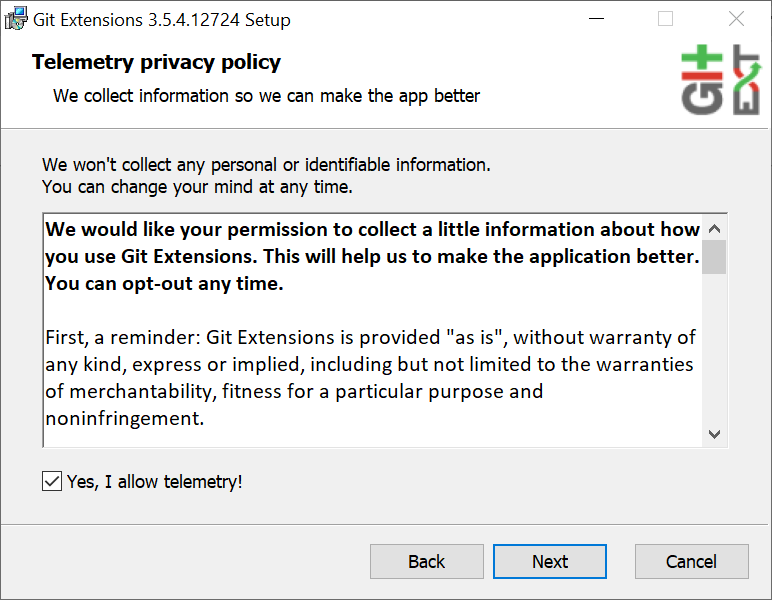 Git Extensions 3.5.4.12724 Setup
Telemetry privacy policy
We collect information so we can make the app better
Git
EXT
We won't collect any personal or identifiable information.
You can change your mind at any time.
We would like your permission to collect a little information about how
you use Git Extensions. This will help us to make the application better.
You can opt-out any time.
First, a reminder: Git Extensions is provided "as is", without warranty of
any kind, express or implied, including but not limited to the warranties
of merchantability, fitness for a particular purpose and
noninfringement.
Yes, I allow telemetry!
Back
Next
Cancel